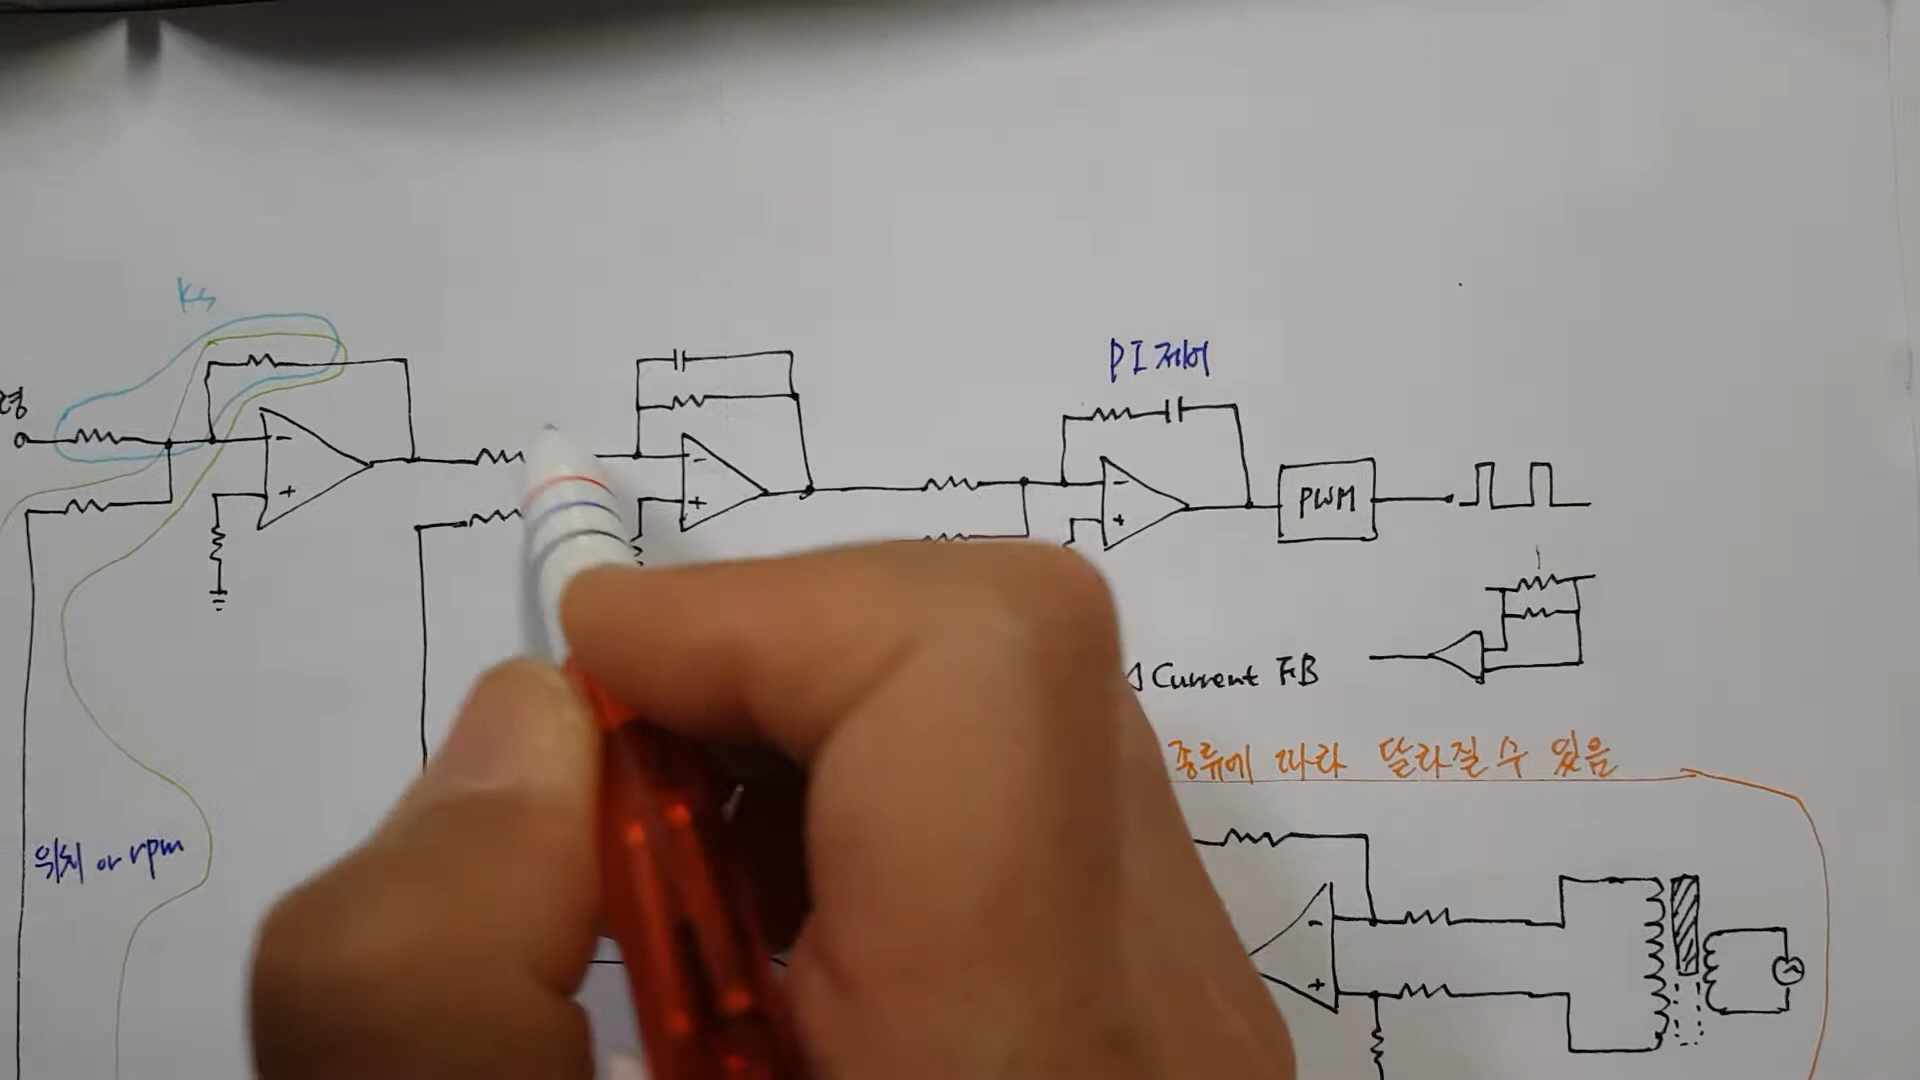 Ks
PI 제어
PWM
Current FB
종류에 따라 달라질 수 있음
위치 or rpm